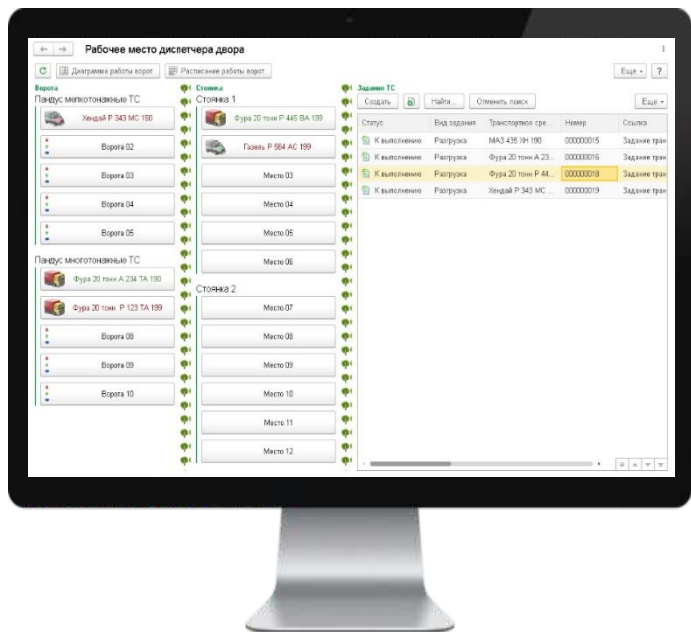 Рабочее место диспетчера двора
Диаграмма работы ворот
Расписание работы ворот
Еще
?
Ворота
Пандус мелкотонажные ТС
Хендай Р 343 МС 150
Ворота 02
Ворота 03
Ворота 04
Ворота 05
Пандус многотонажные ТС
Фура 20 тонн А 234 ТА 190
Фура 20 тонн Р 123 ТА 199
Ворота 08
Ворота 09
Ворота 10
Стоянка
Стоянка 1
Фура 20 тонн Р 445 ВА 199
Газель Р 564 АС 199
Место 03
Место 04
Место 05
Место 06
Стоянка 2
Место 07
Место 08
Место 09
Место 10
Место 11
Место 12
Задания ТС
Создать
Найти...
Отменить поиск
Еще
Статус Вид задания Транспортное сре... Номер Ссылка
К выполнению Разгрузка МАЗ 435 ХН 190 000000015 Задание тран
К выполнению Разгрузка Фура 20 тонн А 23... 000000016 Задание тран
К выполнению Разгрузка Фура 20 тонн Р 44... 000000018 Задание тран
К выполнению Разгрузка Хендай Р 343 МС ... 000000019 Задание тран